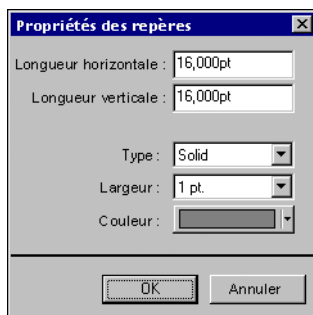 Propriétés des repères
Longueur horizontale : 16,000pt
Longueur verticale : 16,000pt
Type : Solid
Largeur : 1 pt.
Couleur :
OK Annuler